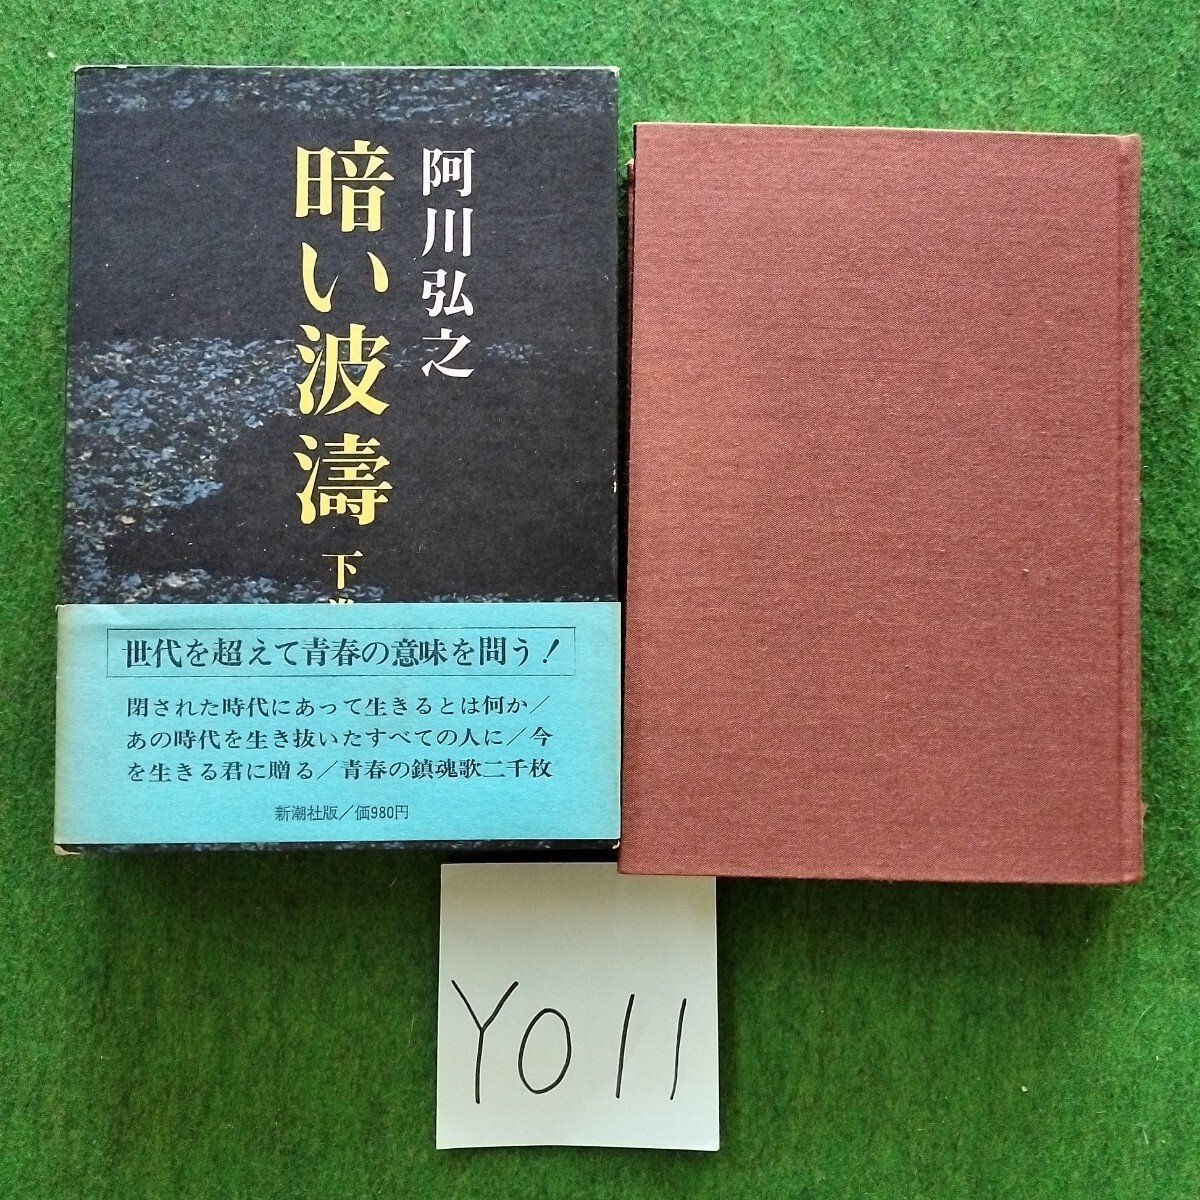 阿川弘之
暗い波濤
下
世代を超えて青春の意味を問う！
閉された時代にあって生きるとは何か／
あの時代を生き抜いたすべての人に／今
を生きる君に贈る／青春の鎮魂歌二千枚
新潮社版／価980円
YO11